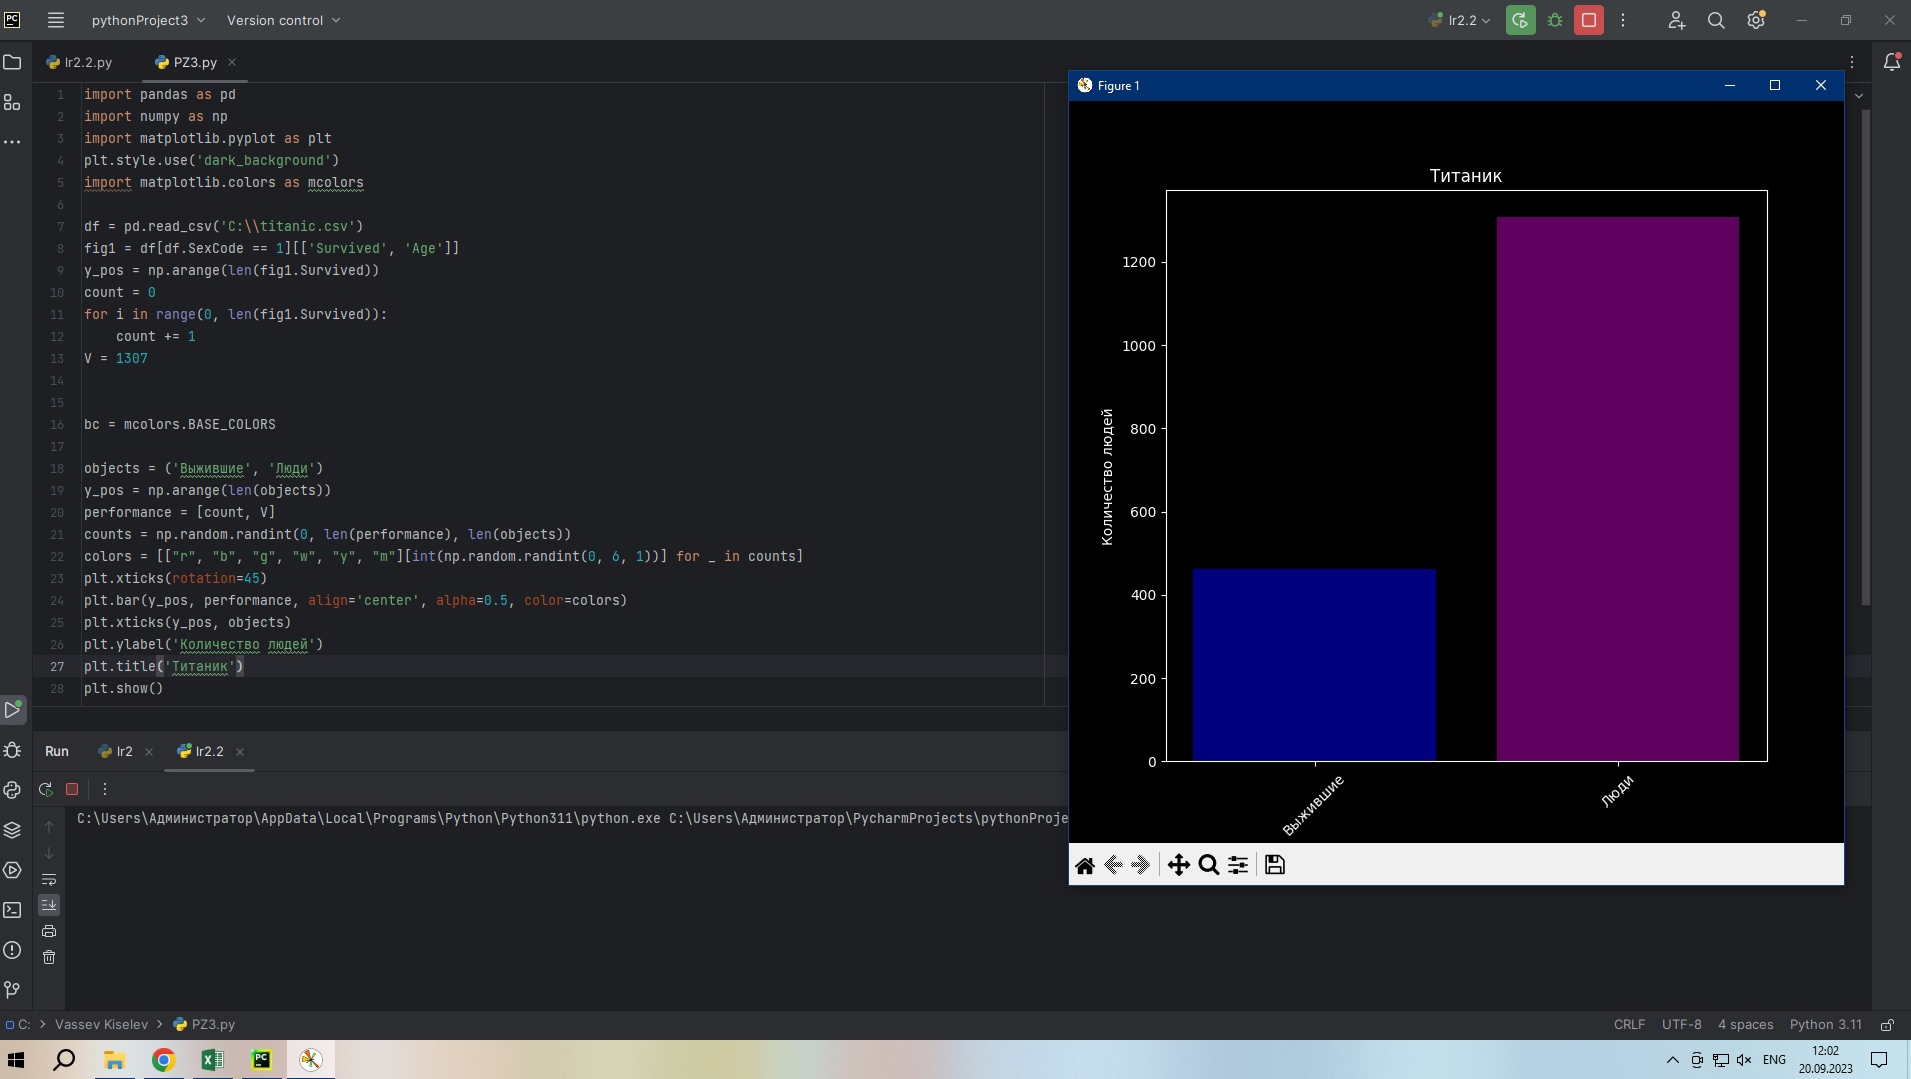 PC pythonProject3 Version control lr2.2
lr2.2.py PZ3.py
1 import pandas as pd
2 import numpy as np
3 import matplotlib.pyplot as plt
4 plt.style.use('dark_background')
5 import matplotlib.colors as mcolors
6
7 df = pd.read_csv('C:\\titanic.csv')
8 fig1 = df[df.SexCode == 1][['Survived', 'Age']]
9 y_pos = np.arange(len(fig1.Survived))
10 count = 0
11 for i in range(0, len(fig1.Survived)):
12 count += 1
13 V = 1307
14
15
16 bc = mcolors.BASE_COLORS
17
18 objects = ('Выжившие', 'Люди')
19 y_pos = np.arange(len(objects))
20 performance = [count, V]
21 counts = np.random.randint(0, len(performance), len(objects))
22 colors = [["r", "b", "g", "w", "y", "m"][int(np.random.randint(0, 6, 1))] for _ in counts]
23 plt.xticks(rotation=45)
24 plt.bar(y_pos, performance, align='center', alpha=0.5, color=colors)
25 plt.xticks(y_pos, objects)
26 plt.ylabel('Количество людей')
27 plt.title('Титаник')
28 plt.show()
Figure 1
Титаник
Количество людей
1200
1000
800
600
400
200
0
Выжившие Люди
Run lr2 lr2.2
C:\Users\Администратор\AppData\Local\Programs\Python\Python311\python.exe C:\Users\Администратор\PycharmProjects\pythonProje
C: > Vassev Kiselev > PZ3.py
CRLF UTF-8 4 spaces Python 3.11
PC
ENG
12:02
20.09.2023